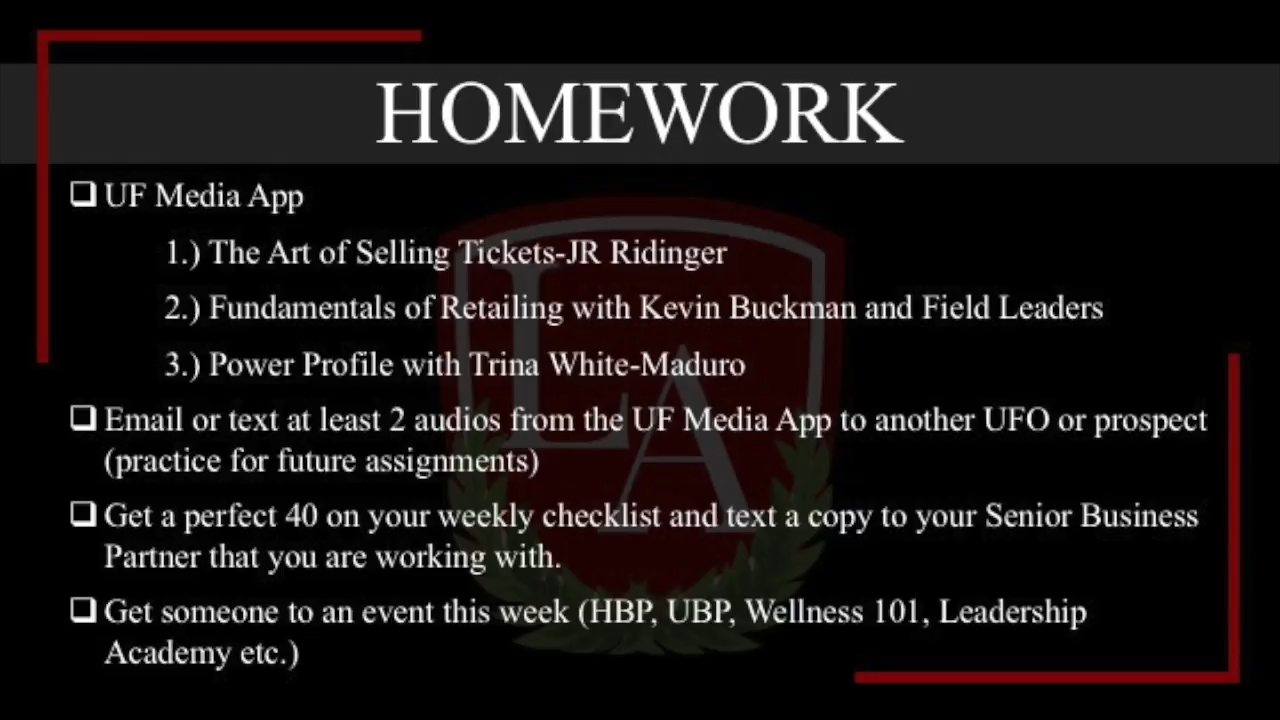 HOMEWORK
❑ UF Media App
1.) The Art of Selling Tickets-JR Ridinger
2.) Fundamentals of Retailing with Kevin Buckman and Field Leaders
3.) Power Profile with Trina White-Maduro
❑ Email or text at least 2 audios from the UF Media App to another UFO or prospect
(practice for future assignments)
❑ Get a perfect 40 on your weekly checklist and text a copy to your Senior Business
Partner that you are working with.
❑ Get someone to an event this week (HBP, UBP, Wellness 101, Leadership
Academy etc.)
LA